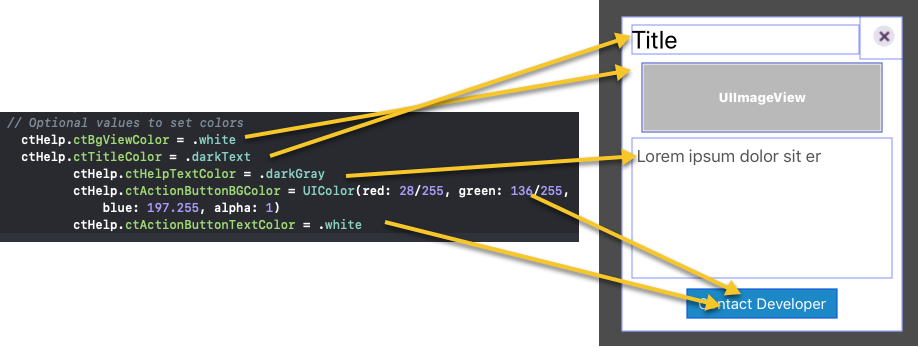 // Optional values to set colors
ctHelp.ctBgViewColor = .white
ctHelp.ctTitleColor = .darkText
ctHelp.ctHelpTextColor = .darkGray
ctHelp.ctActionButtonBGColor = UIColor(red: 28/255, green: 136/255,
blue: 197.255, alpha: 1)
ctHelp.ctActionButtonTextColor = .white
Title
UIImageView
Lorem ipsum dolor sit er
Contact Developer